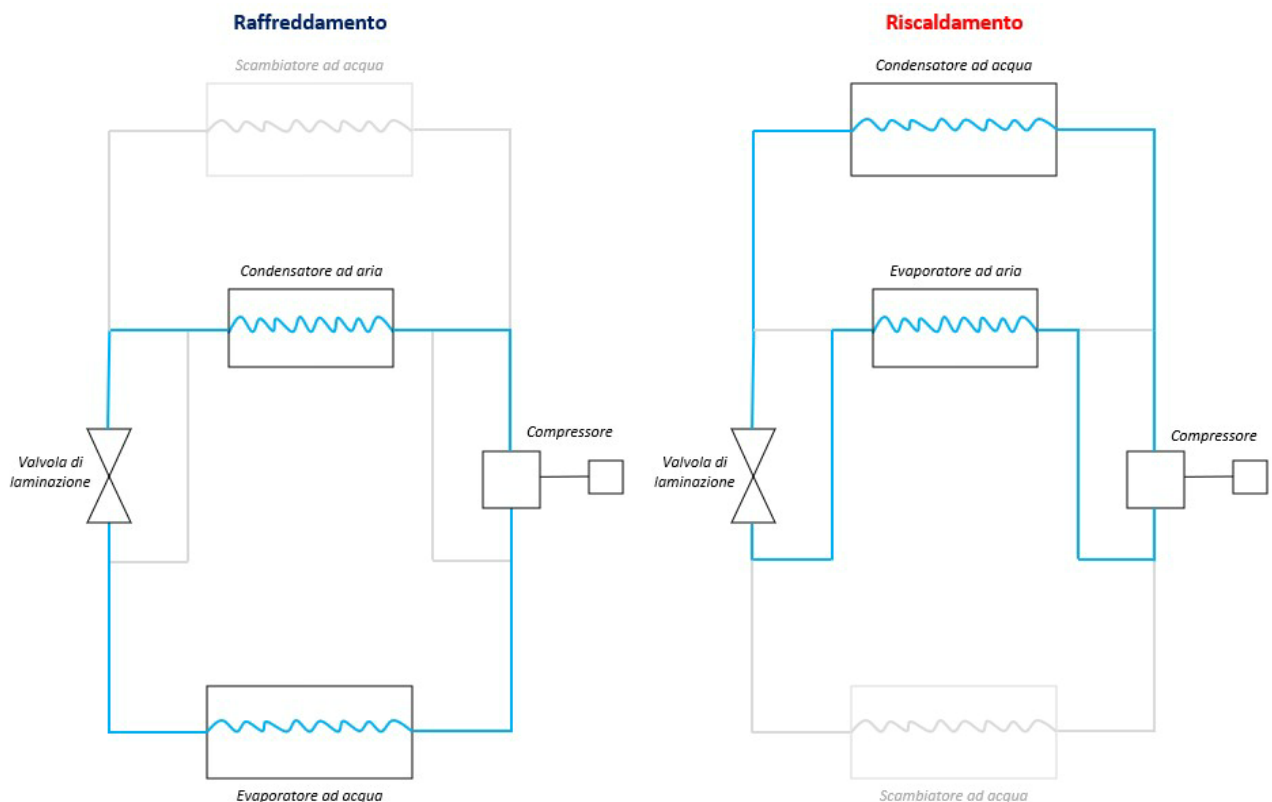 Raffreddamento
Scambiatore ad acqua
Condensatore ad aria
Compressore
Valvola di
laminazione
Evaporatore ad acqua
Riscaldamento
Condensatore ad acqua
Evaporatore ad aria
Compressore
Valvola di
laminazione
Scambiatore ad acqua